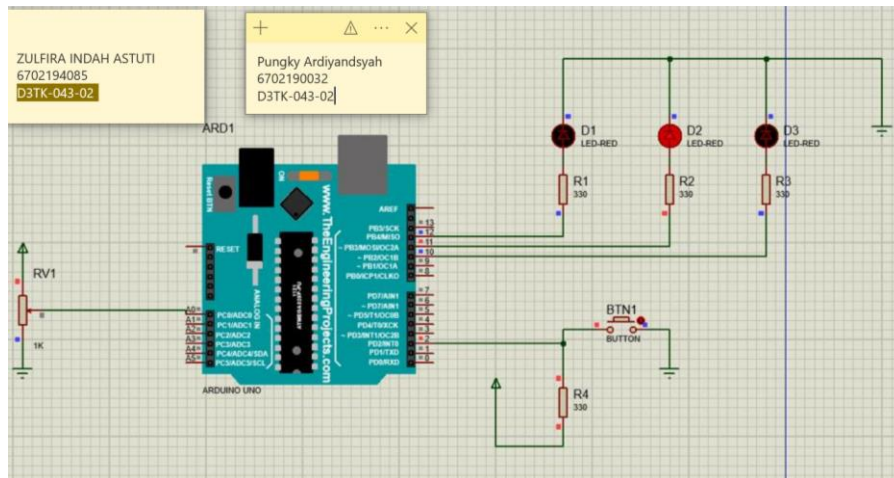 ZULFIRA INDAH ASTUTI
6702194085
D3TK-043-02
Pungky Ardiyandsyah
6702190032
D3TK-043-02
ARD1
Reset BTN
ON
www.TheEngineeringProjects.com
ANALOG IN
RESET
AREF
13
PB5/SCK
12
PB4/MISO
11
~ PB3/MOSI/OC2A
10
~ PB2/OC1B
9
~ PB1/OC1A
8
PB0/ICP1/CLKO
7
PD7/AIN1
6
~ PD7/AIN1
5
~ PD5/T1/OC0B
4
PD4/T0/XCK
3
~ PD3/INT1/OC2B
2
PD2/INT0
1
PD1/TXD
0
PD0/RXD
A0
PC0/ADC0
A1
PC1/ADC1
A2
PC2/ADC2
A3
PC3/ADC3
A4
PC4/ADC4/SDA
A5
PC5/ADC5/SCL
ARDUINO UNO
RV1
1K
D1
LED-RED
D2
LED-RED
D3
LED-RED
R1
330
R2
330
R3
330
BTN1
BUTTON
R4
330